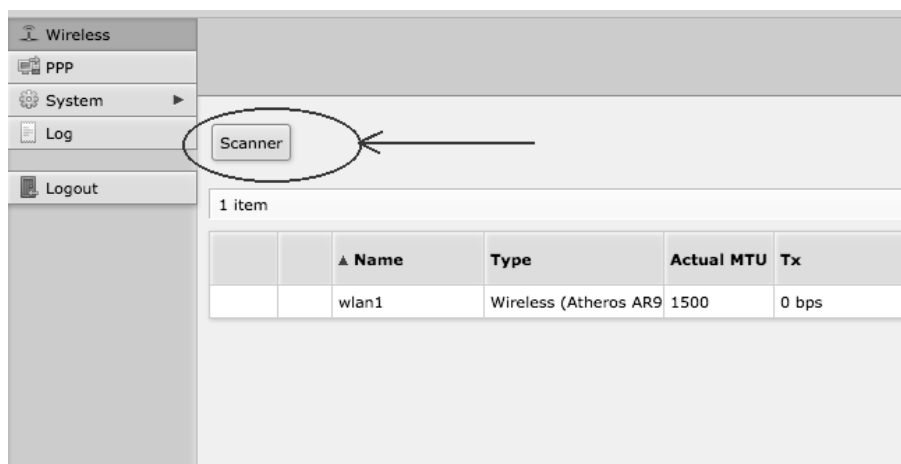 Wireless
PPP
System
Log
Logout
Scanner
1 item
Name Type Actual MTU Tx
wlan1 Wireless (Atheros AR9 1500 0 bps